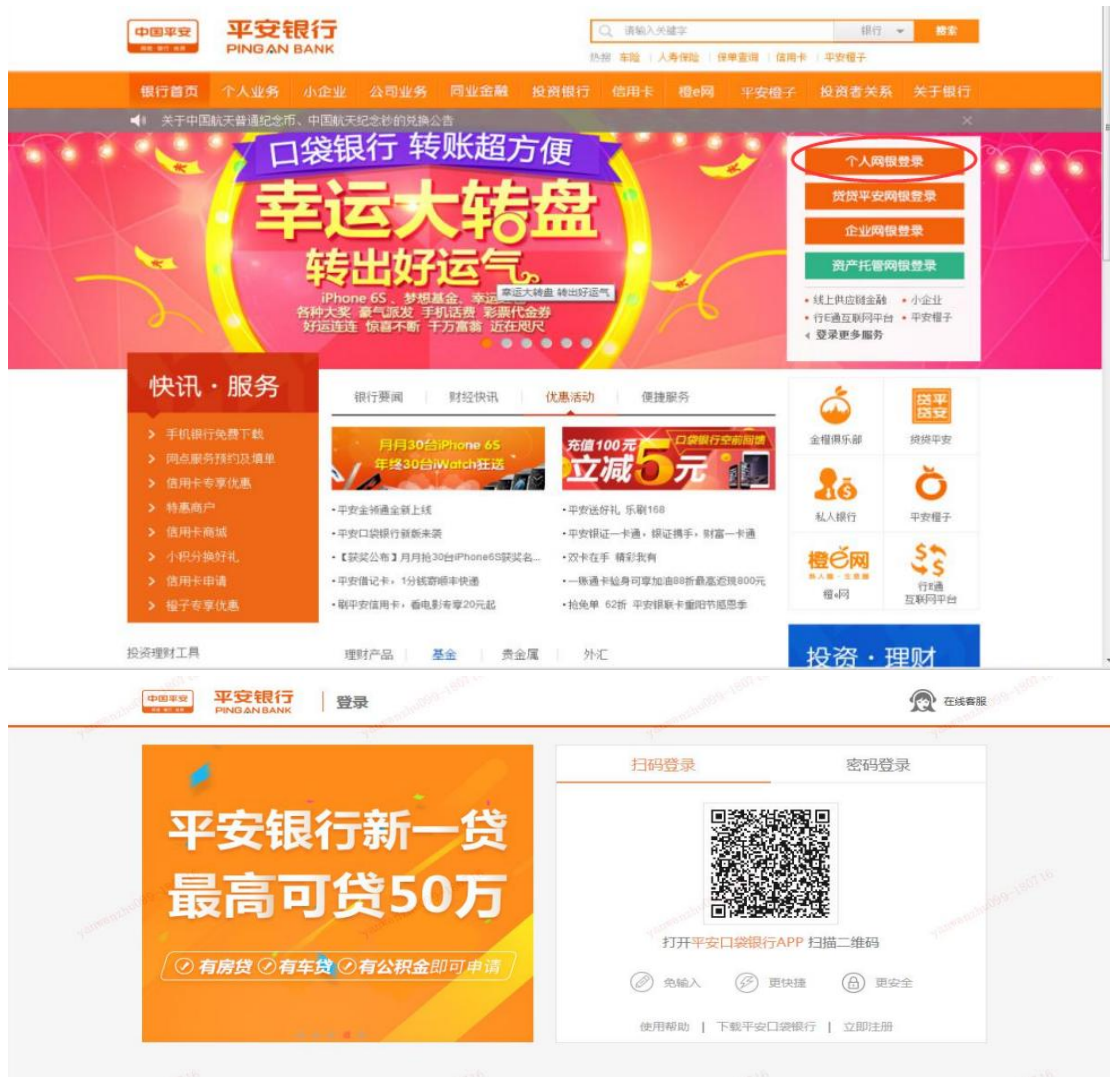 中国平安
平安银行
PING AN BANK
请输入关键字
银行
搜索
热搜 车险 | 人寿保险 | 保单查询 | 信用卡 | 平安橙子
银行首页 个人业务 小企业 公司业务 同业金融 投资银行 信用卡 橙e网 平安橙子 投资者关系 关于银行
关于中国航天普通纪念币、中国航天纪念钞的兑换公告
口袋银行 转账超方便
幸运大转盘
转出好运气。
iPhone 6S 、梦想基金、幸运
幸运大转盘 转出好运气
各种大奖 豪气派发 手机话费 彩票代金券
好运连连 惊喜不断 千万富翁 近在咫尺
个人网银登录
贷贷平安网银登录
企业网银登录
资产托管网银登录
线上供应链金融 小企业
行E通互联网平台 平安橙子
登录更多服务
快讯·服务
手机银行免费下载
网点服务预约及填单
信用卡专享优惠
特惠商户
信用卡商城
小积分换好礼
信用卡申请
橙子专享优惠
银行要闻 | 财经快讯 | 优惠活动 | 便捷服务
月月30台iPhone 6S
年终30台iWatch狂送
充值100元
立减5元
口袋银行空前回馈
平安金领通全新上线
平安口袋银行新版来袭
【获奖公布】月月抢30台iPhone6S获奖名...
平安借记卡，1分钱寄顺丰快递
刷平安信用卡，看电影专享20元起
平安送好礼 乐刷168
平安银证一卡通，银证携手，财富一卡通
双卡在手 精彩我有
一账通卡验身可享加油88折最高返现800元
抢免单 62折 平安银联卡重阳节感恩季
金橙俱乐部
贷平
贷安
贷贷平安
私人银行
平安橙子
橙e网
橙e网
行E通
互联网平台
投资理财工具
理财产品 | 基金 | 贵金属 | 外汇
投资·理财
中国平安
平安银行
PING AN BANK
登录
在线客服
平安银行新一贷
最高可贷50万
有房贷 有车贷 有公积金即可申请
扫码登录
密码登录
打开平安口袋银行APP 扫描二维码
免输入 更快捷 更安全
使用帮助 | 下载平安口袋银行 | 立即注册